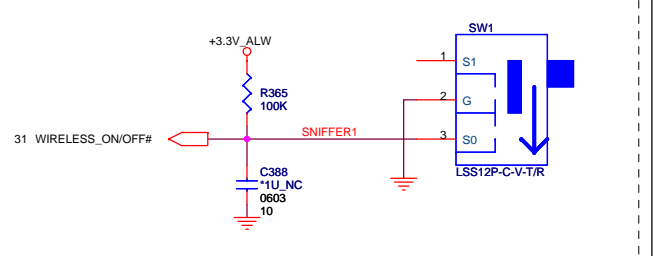 SW1
+3.3V_ALW
1
S1
R365
100K
2
G
31 WIRELESS_ON/OFF#
SNIFFER1
3
S0
C388
*1U_NC
0603
10
LSS12P-C-V-T/R